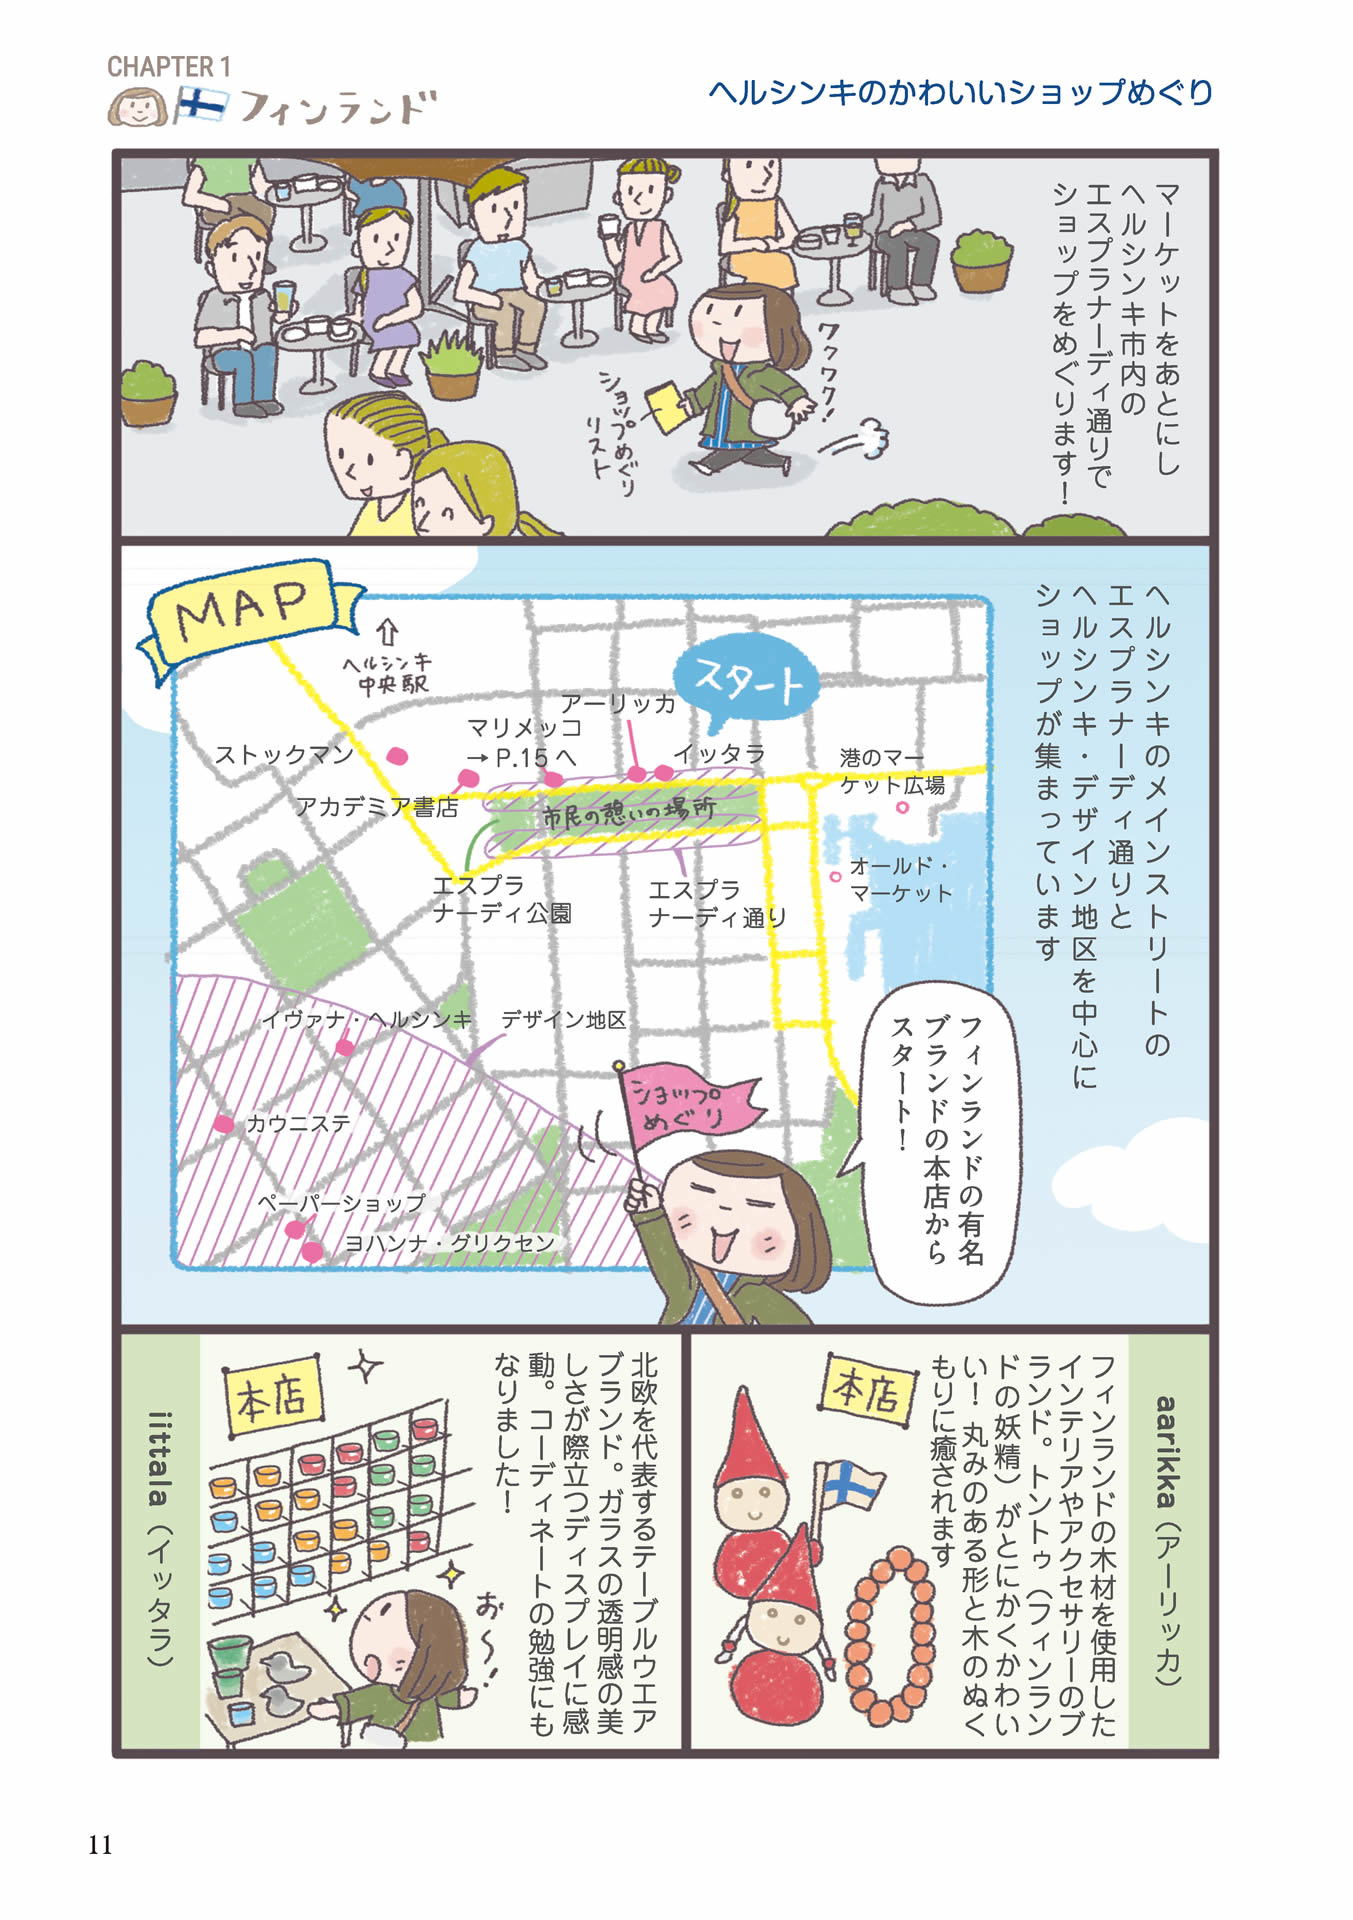 CHAPTER 1
フィンランド
ヘルシンキのかわいいショップめぐり
マーケットをあとにし
ヘルシンキ市内の
エスプラナーディ通りで
ショップをめぐります！
ワクワク！
ショップめぐり
リスト
ヘルシンキのメインストリートの
エスプラナーディ通りと
ヘルシンキ・デザイン地区を中心に
ショップが集まっています
MAP
ヘルシンキ
中央駅
スタート
アーリッカ
マリメッコ
→P.15へ
イッタラ
ストックマン
港のマー
ケット広場
アカデミア書店
市民の憩いの場所
オールド・
マーケット
エスプラ
ナーディ公園
エスプラ
ナーディ通り
イヴァナ・ヘルシンキ
デザイン地区
カウニステ
ペーパーショップ
ヨハンナ・グリクセン
ショップ
めぐり
フィンランドの有名
ブランドの本店から
スタート！
aarikka（アーリッカ）
フィンランドの木材を使用した
インテリアやアクセサリーのブ
ランド。トントゥ（フィンラン
ドの妖精）がとにかくかわい
い！丸みのある形と木のぬく
もりに癒されます
本店
北欧を代表するテーブルウエア
ブランド。ガラスの透明感の美
しさが際立つディスプレイに感
動。コーディネートの勉強にも
なりました！
本店
お〜！
iittala（イッタラ）
11